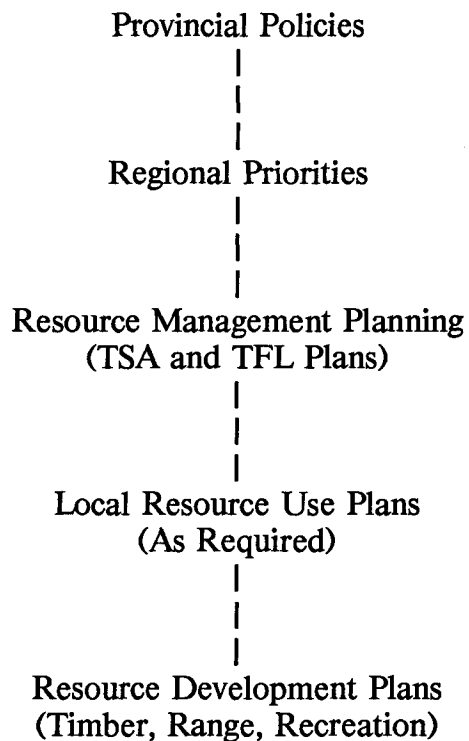 Provincial Policies
Regional Priorities
Resource Management Planning
(TSA and TFL Plans)
Local Resource Use Plans
(As Required)
Resource Development Plans
(Timber, Range, Recreation)